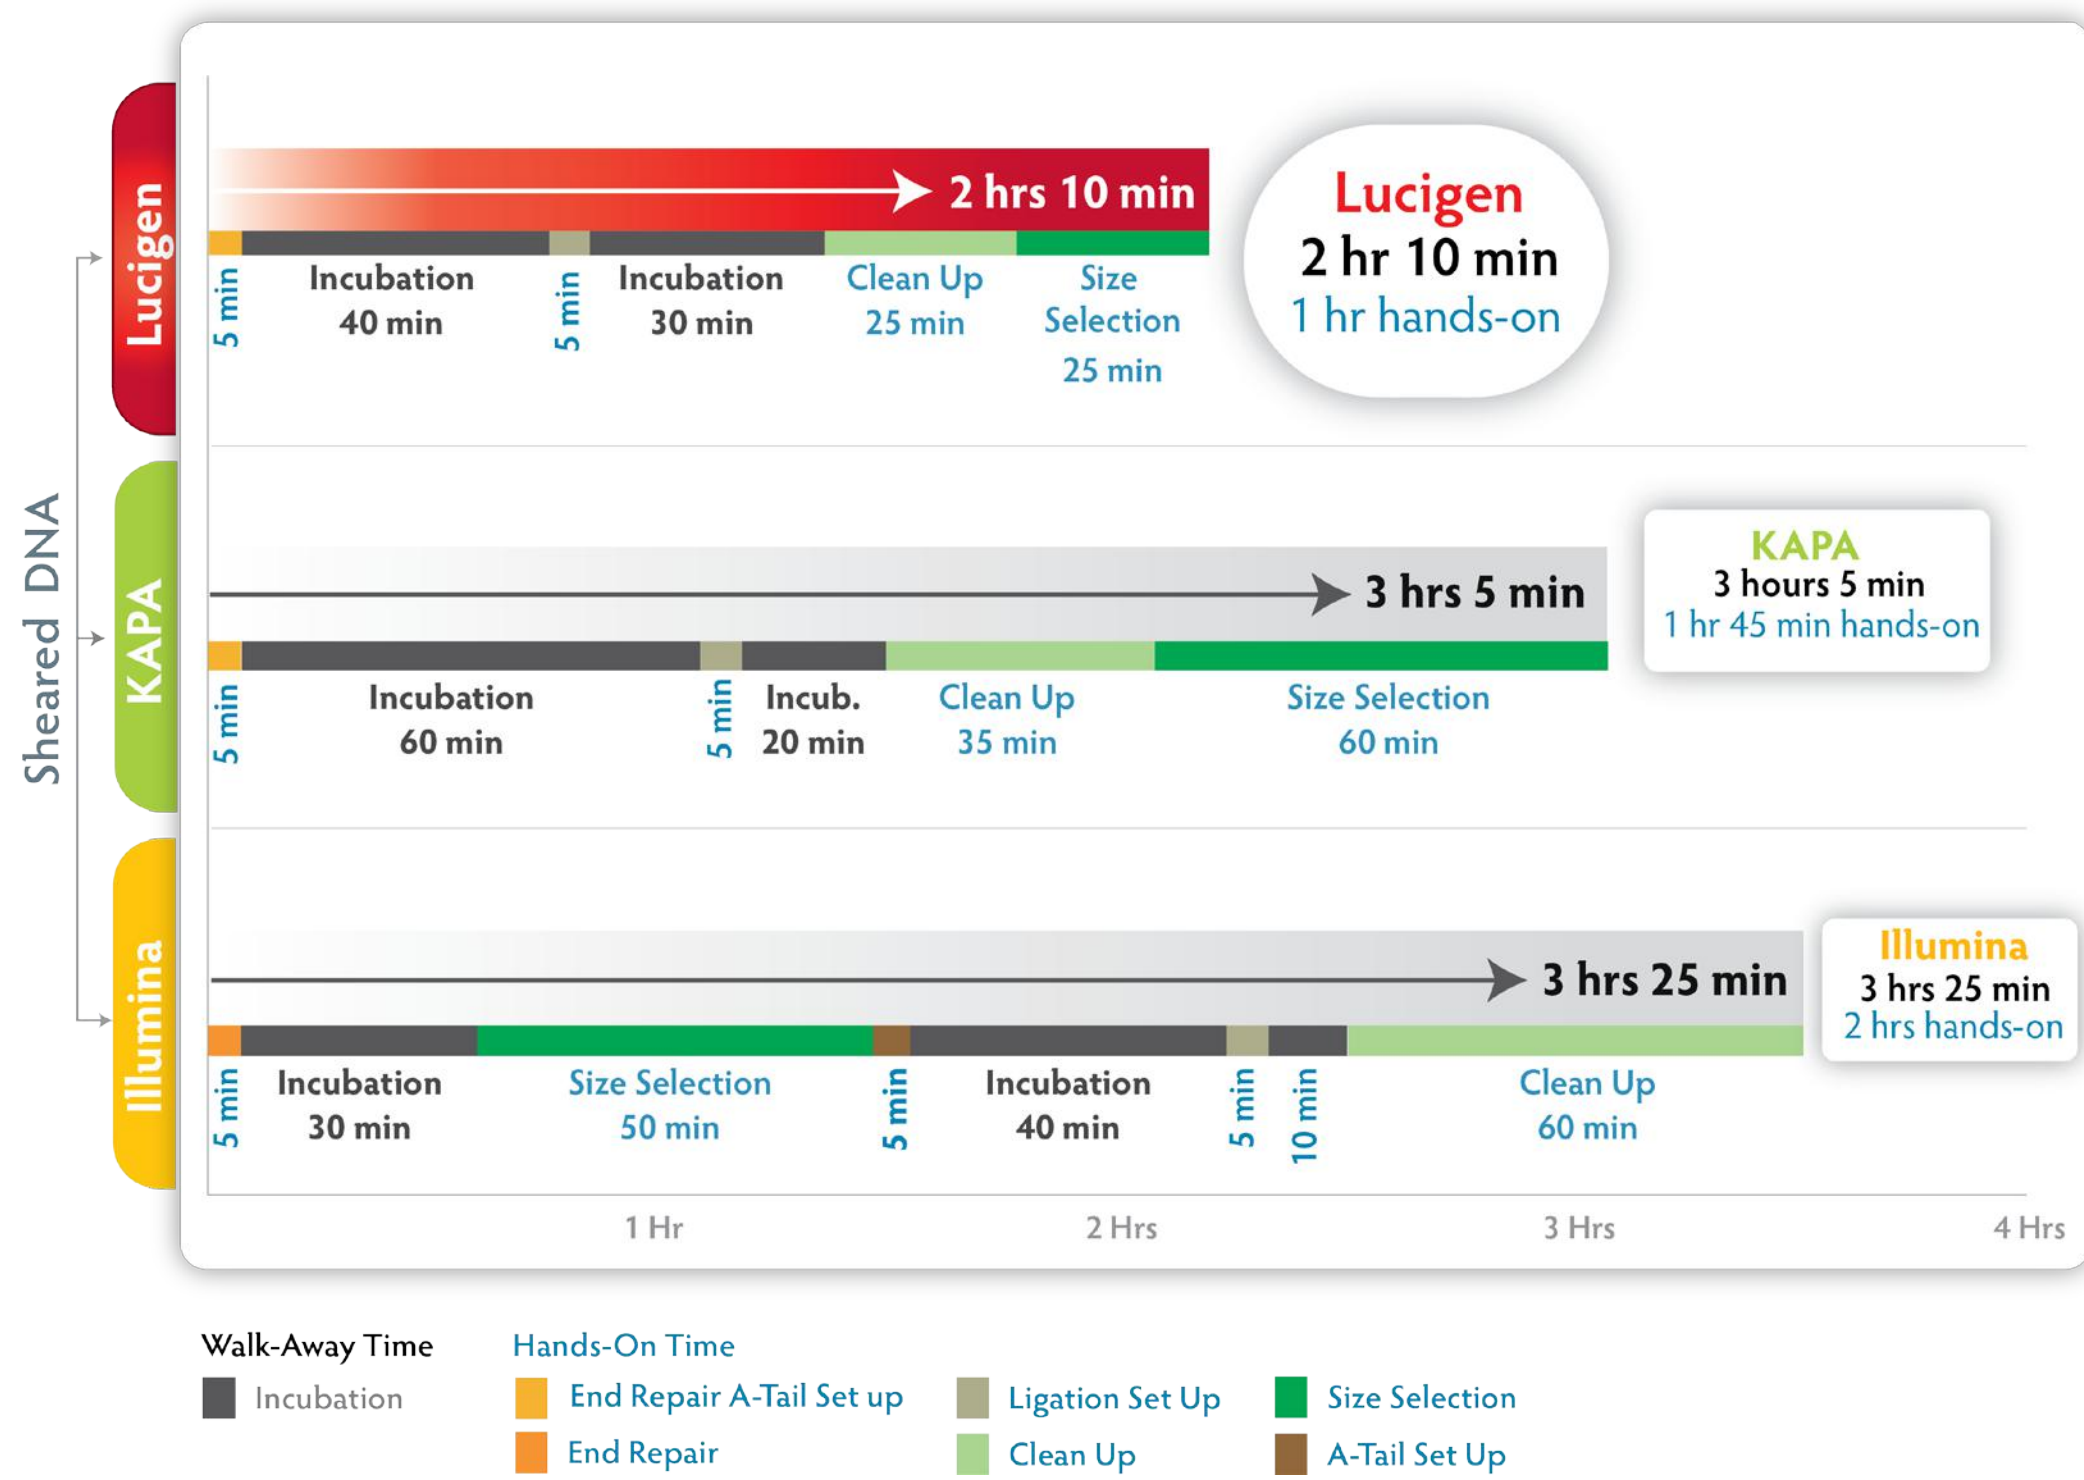 Sheared DNA
Lucigen
2 hrs 10 min
5 min
Incubation
40 min
5 min
Incubation
30 min
Clean Up
25 min
Size
Selection
25 min
Lucigen
2 hr 10 min
1 hr hands-on
KAPA
3 hrs 5 min
5 min
Incubation
60 min
5 min
Incub.
20 min
Clean Up
35 min
Size Selection
60 min
KAPA
3 hours 5 min
1 hr 45 min hands-on
Illumina
3 hrs 25 min
5 min
Incubation
30 min
Size Selection
50 min
5 min
Incubation
40 min
5 min
10 min
Clean Up
60 min
Illumina
3 hrs 25 min
2 hrs hands-on
1 Hr
2 Hrs
3 Hrs
4 Hrs
Walk-Away Time
Incubation
Hands-On Time
End Repair A-Tail Set up
Ligation Set Up
Size Selection
End Repair
Clean Up
A-Tail Set Up